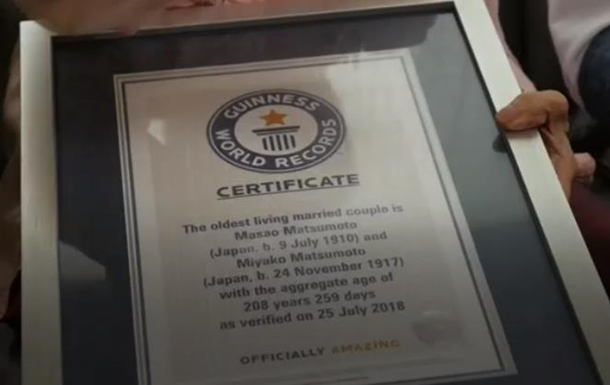 GUINNESS
WORLD RECORDS
CERTIFICATE
The oldest living married couple is
Masao Matsumoto
(Japan, b. 9 July 1910) and
Miyako Matsumoto
(Japan, b. 24 November 1917)
with the aggregate age of
208 years 259 days
as verified on 25 July 2018
OFFICIALLY AMAZING